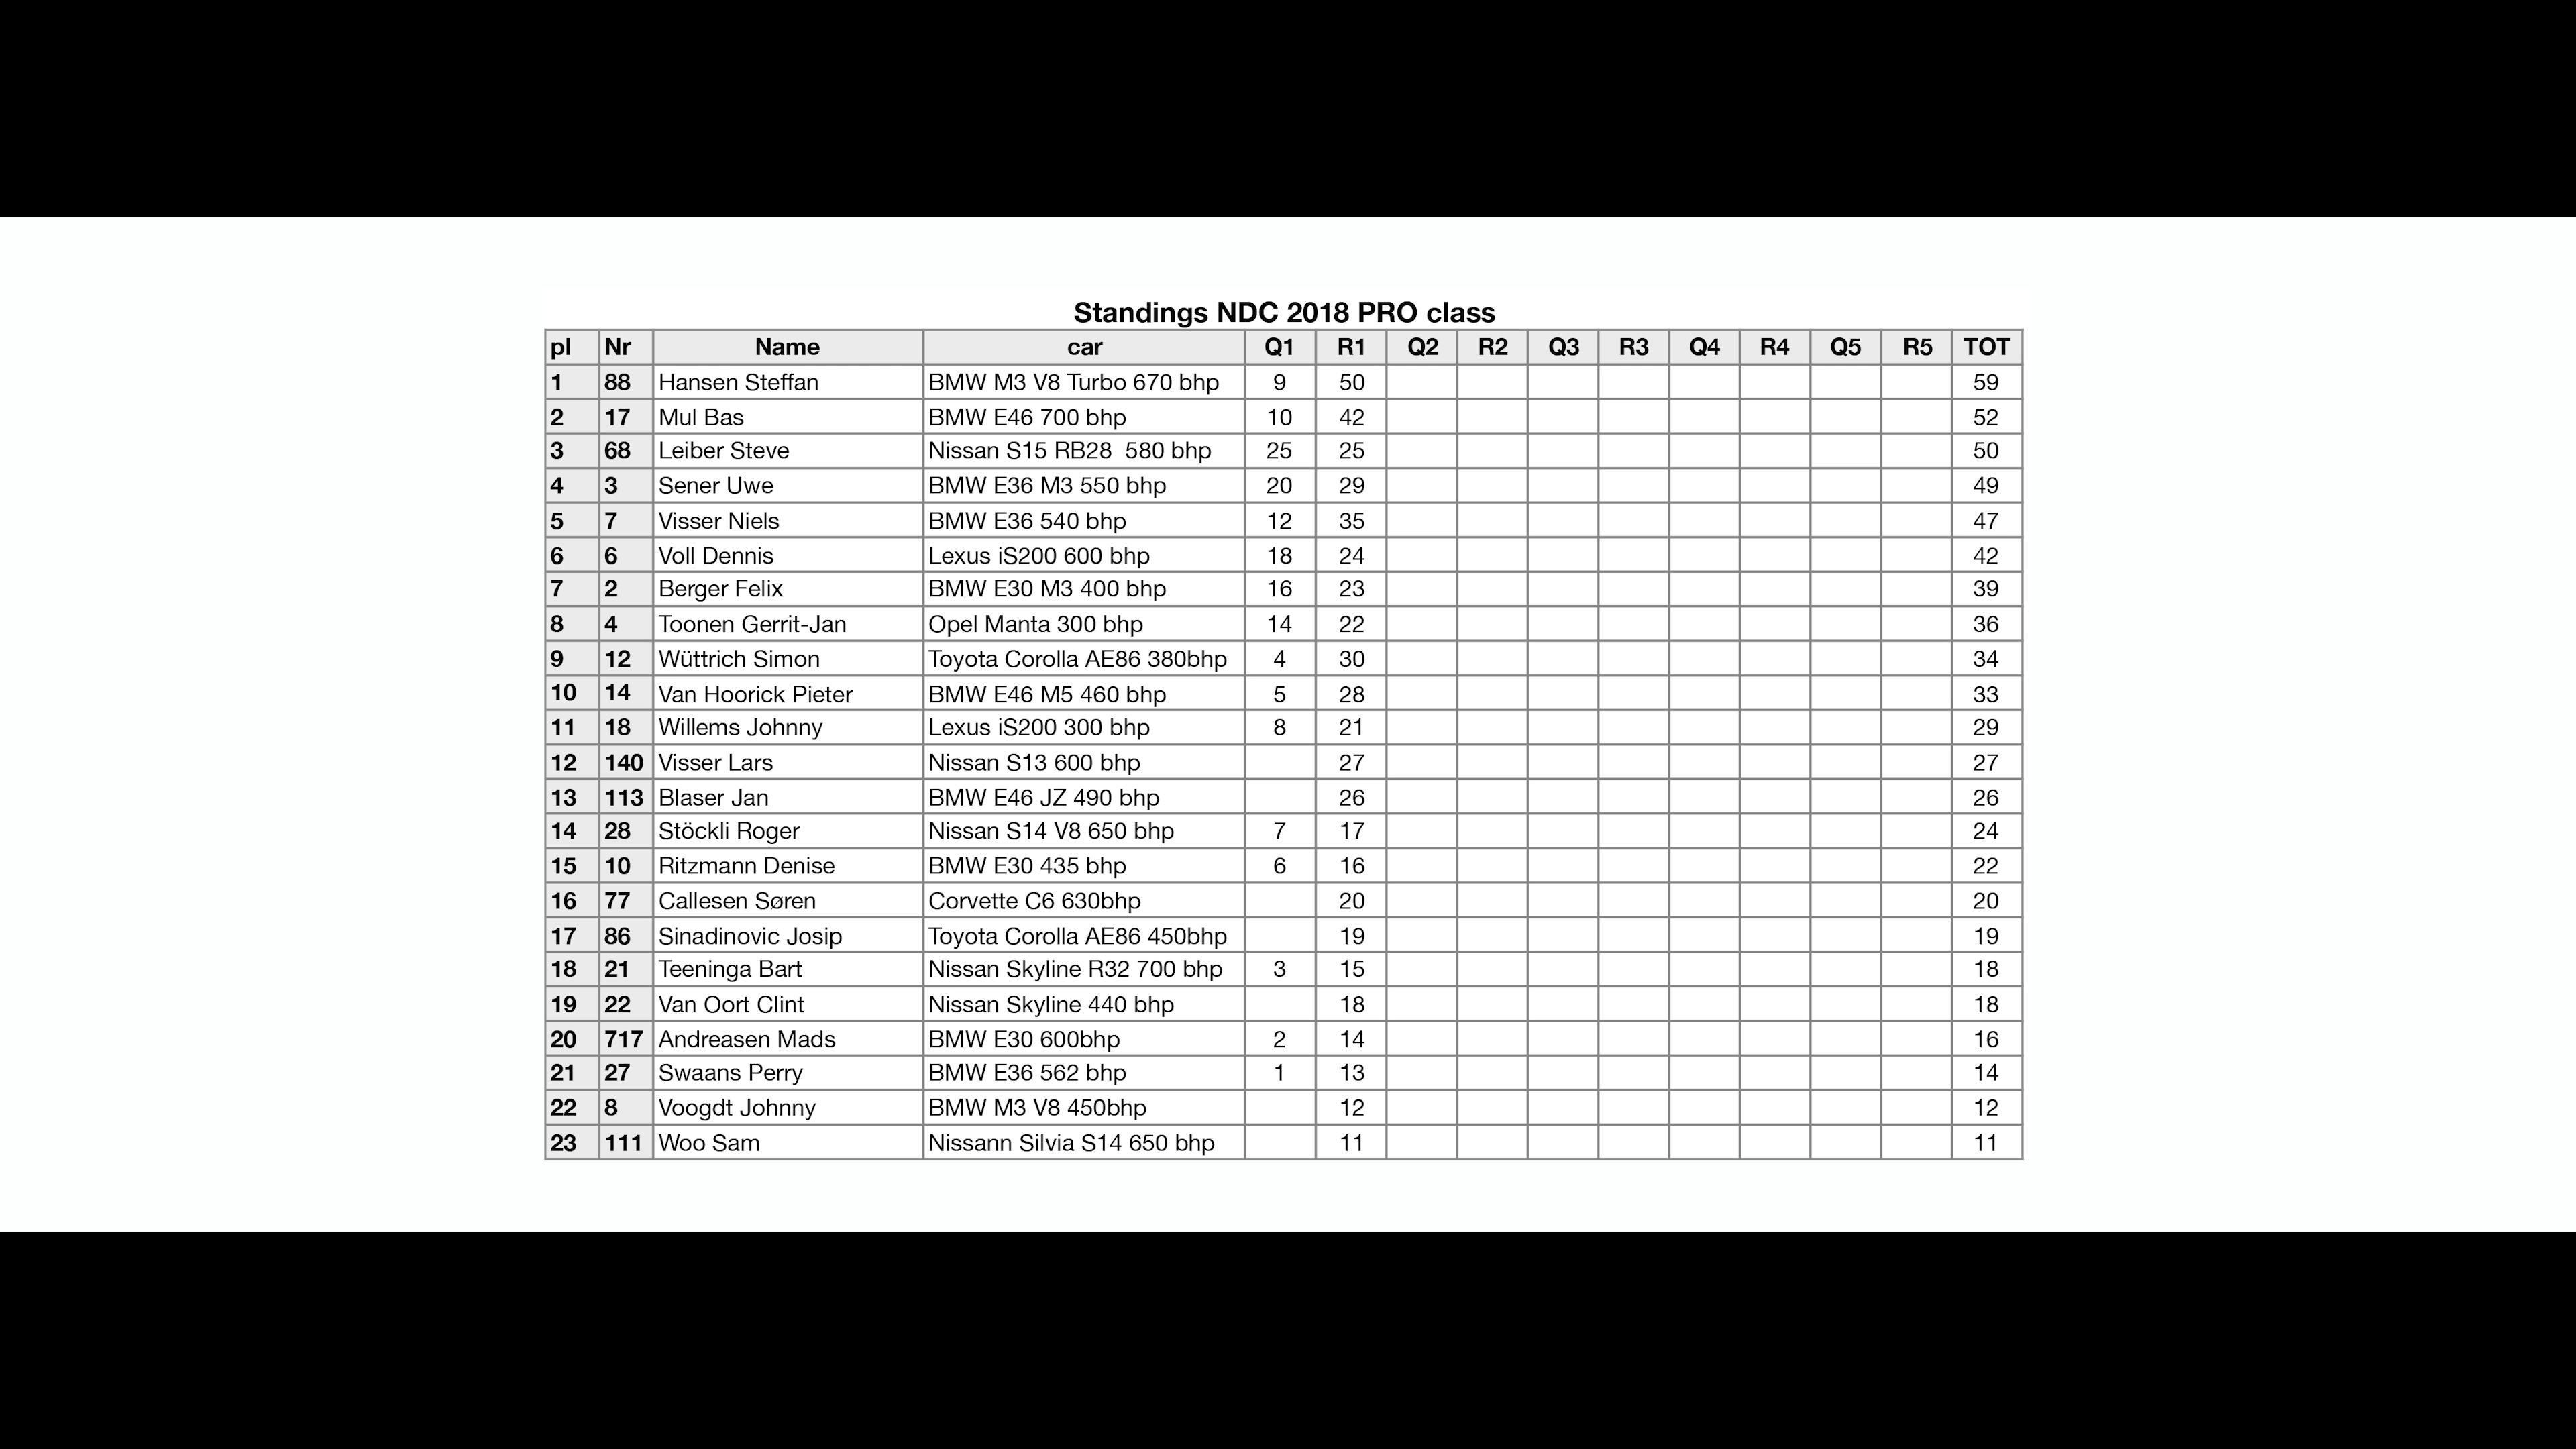 Standings NDC 2018 PRO class
pl Nr Name car Q1 R1 Q2 R2 Q3 R3 Q4 R4 Q5 R5 TOT
1 88 Hansen Steffan BMW M3 V8 Turbo 670 bhp 9 50 59
2 17 Mul Bas BMW E46 700 bhp 10 42 52
3 68 Leiber Steve Nissan S15 RB28  580 bhp 25 25 50
4 3 Sener Uwe BMW E36 M3 550 bhp 20 29 49
5 7 Visser Niels BMW E36 540 bhp 12 35 47
6 6 Voll Dennis Lexus iS200 600 bhp 18 24 42
7 2 Berger Felix BMW E30 M3 400 bhp 16 23 39
8 4 Toonen Gerrit-Jan Opel Manta 300 bhp 14 22 36
9 12 Wüttrich Simon Toyota Corolla AE86 380bhp 4 30 34
10 14 Van Hoorick Pieter BMW E46 M5 460 bhp 5 28 33
11 18 Willems Johnny Lexus iS200 300 bhp 8 21 29
12 140 Visser Lars Nissan S13 600 bhp 27 27
13 113 Blaser Jan BMW E46 JZ 490 bhp 26 26
14 28 Stöckli Roger Nissan S14 V8 650 bhp 7 17 24
15 10 Ritzmann Denise BMW E30 435 bhp 6 16 22
16 77 Callesen Søren Corvette C6 630bhp 20 20
17 86 Sinadinovic Josip Toyota Corolla AE86 450bhp 19 19
18 21 Teeninga Bart Nissan Skyline R32 700 bhp 3 15 18
19 22 Van Oort Clint Nissan Skyline 440 bhp 18 18
20 717 Andreasen Mads BMW E30 600bhp 2 14 16
21 27 Swaans Perry BMW E36 562 bhp 1 13 14
22 8 Voogdt Johnny BMW M3 V8 450bhp 12 12
23 111 Woo Sam Nissann Silvia S14 650 bhp 11 11